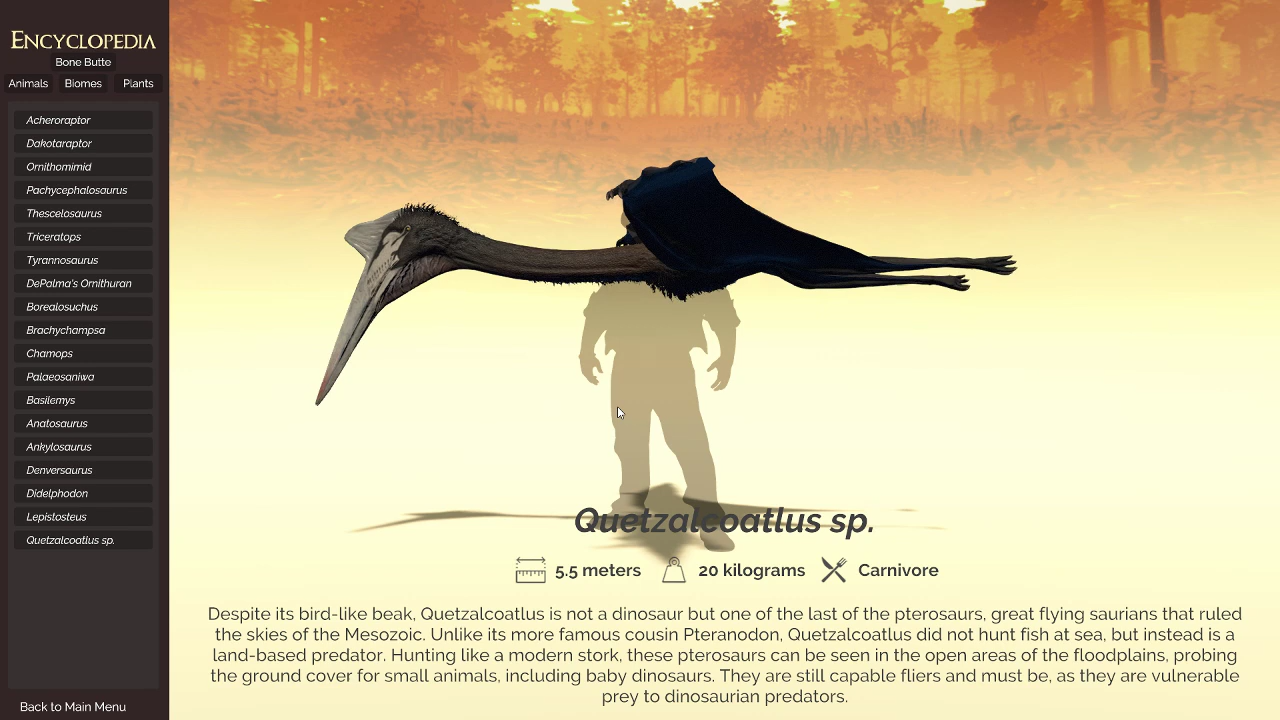 Encyclopedia
Bone Butte
Animals Biomes Plants
Acheroraptor
Dakotaraptor
Ornithomimid
Pachycephalosaurus
Thescelosaurus
Triceratops
Tyrannosaurus
DePalma's Ornithuran
Borealosuchus
Brachychampsa
Chamops
Palaeosaniwa
Basilemys
Anatosaurus
Ankylosaurus
Denversaurus
Didelphodon
Lepistosteus
Quetzalcoatlus sp.
Back to Main Menu
Quetzalcoatlus sp.
5.5 meters 20 kilograms Carnivore
Despite its bird-like beak, Quetzalcoatlus is not a dinosaur but one of the last of the pterosaurs, great flying saurians that ruled
the skies of the Mesozoic. Unlike its more famous cousin Pteranodon, Quetzalcoatlus did not hunt fish at sea, but instead is a
land-based predator. Hunting like a modern stork, these pterosaurs can be seen in the open areas of the floodplains, probing
the ground cover for small animals, including baby dinosaurs. They are still capable fliers and must be, as they are vulnerable
prey to dinosaurian predators.